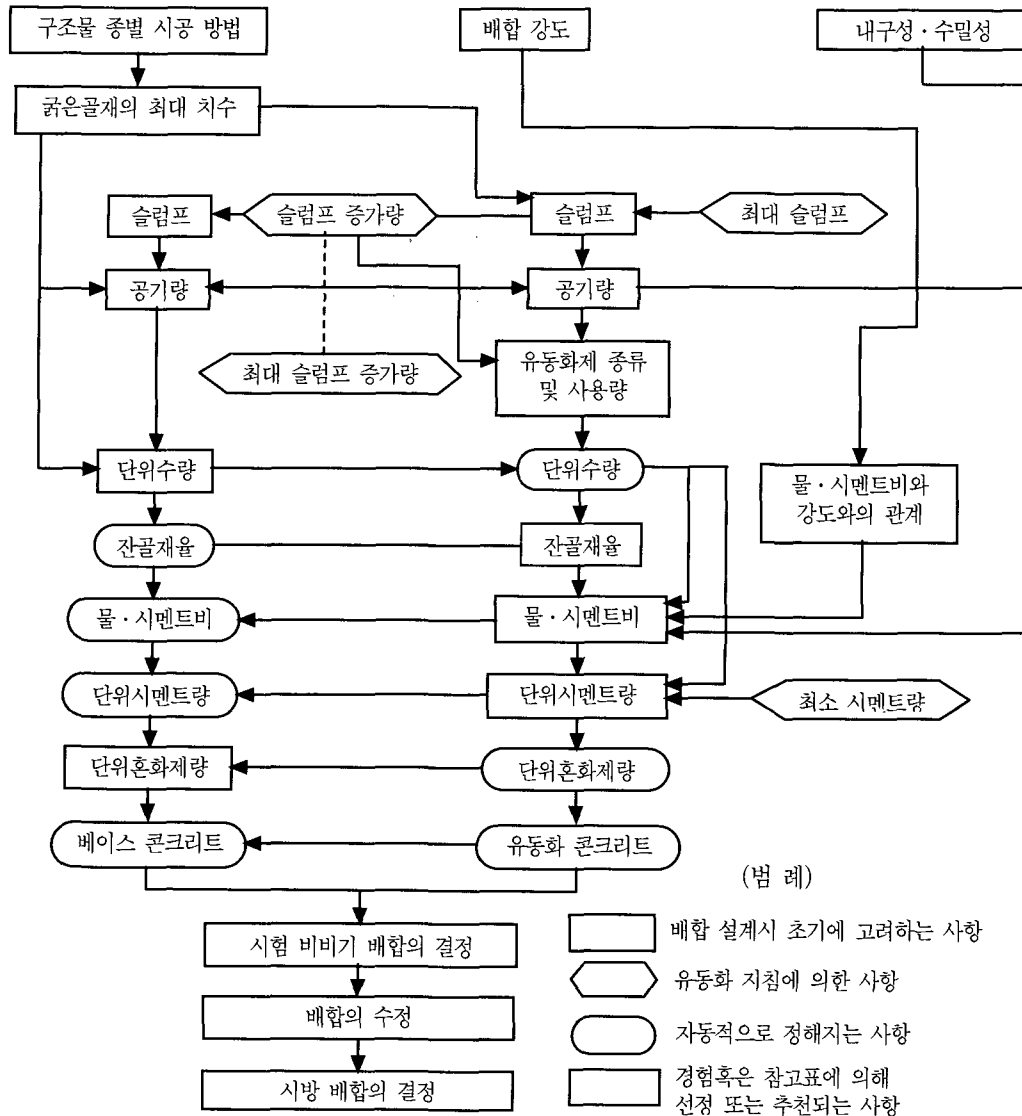 구조물 종별 시공 방법
배합 강도
내구성·수밀성
굵은골재의 최대 치수
슬럼프
슬럼프 증가량
슬럼프
최대 슬럼프
공기량
공기량
최대 슬럼프 증가량
유동화제 종류
및 사용량
단위수량
단위수량
물·시멘트비와
강도와의 관계
잔골재율
잔골재율
물·시멘트비
물·시멘트비
단위시멘트량
단위시멘트량
최소 시멘트량
단위혼화제량
단위혼화제량
베이스 콘크리트
유동화 콘크리트
(범 례)
시험 비비기 배합의 결정
배합 설계시 초기에 고려하는 사항
유동화 지침에 의한 사항
배합의 수정
자동적으로 정해지는 사항
시방 배합의 결정
경험혹은 참고표에 의해
선정 또는 추천되는 사항